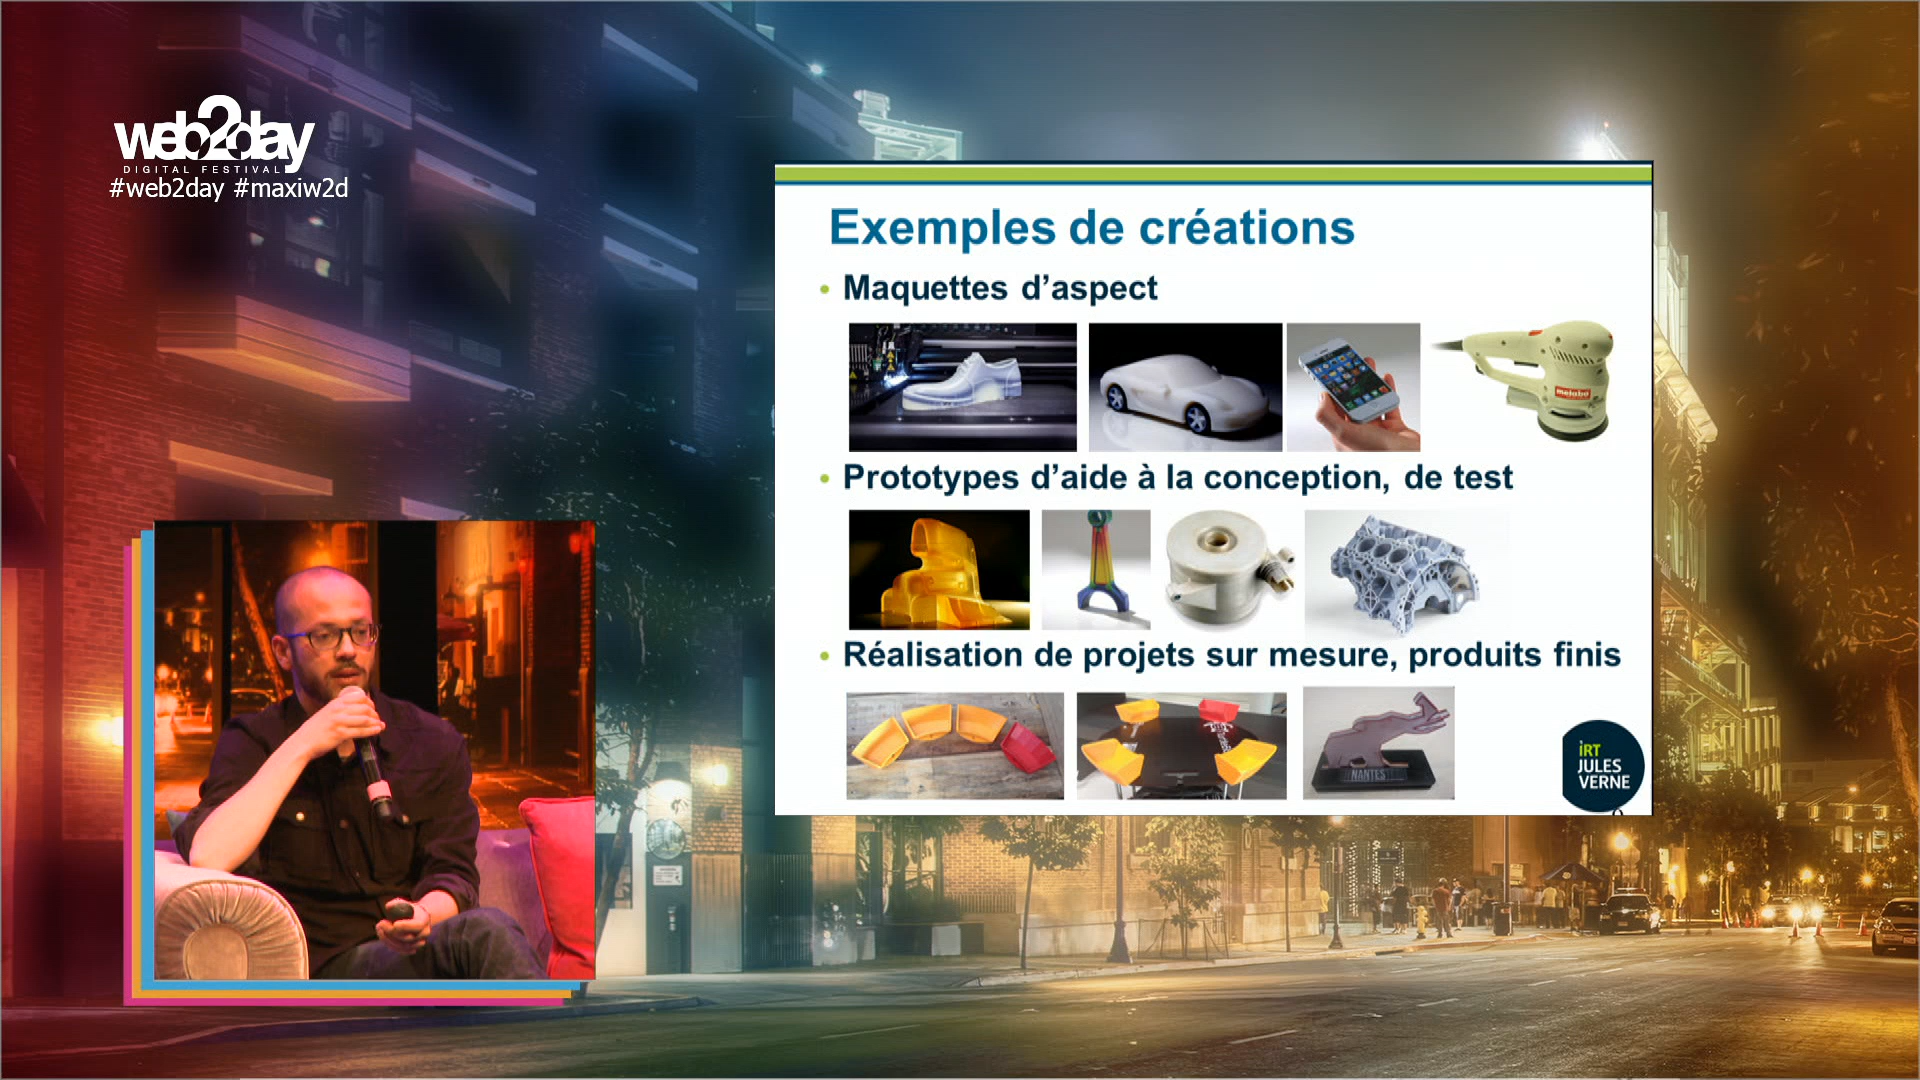 web2day
DIGITAL FESTIVAL
#web2day #maxiw2d
Exemples de créations
• Maquettes d’aspect
metabo
• Prototypes d’aide à la conception, de test
• Réalisation de projets sur mesure, produits finis
NANTES
iRT
JULES
VERNE